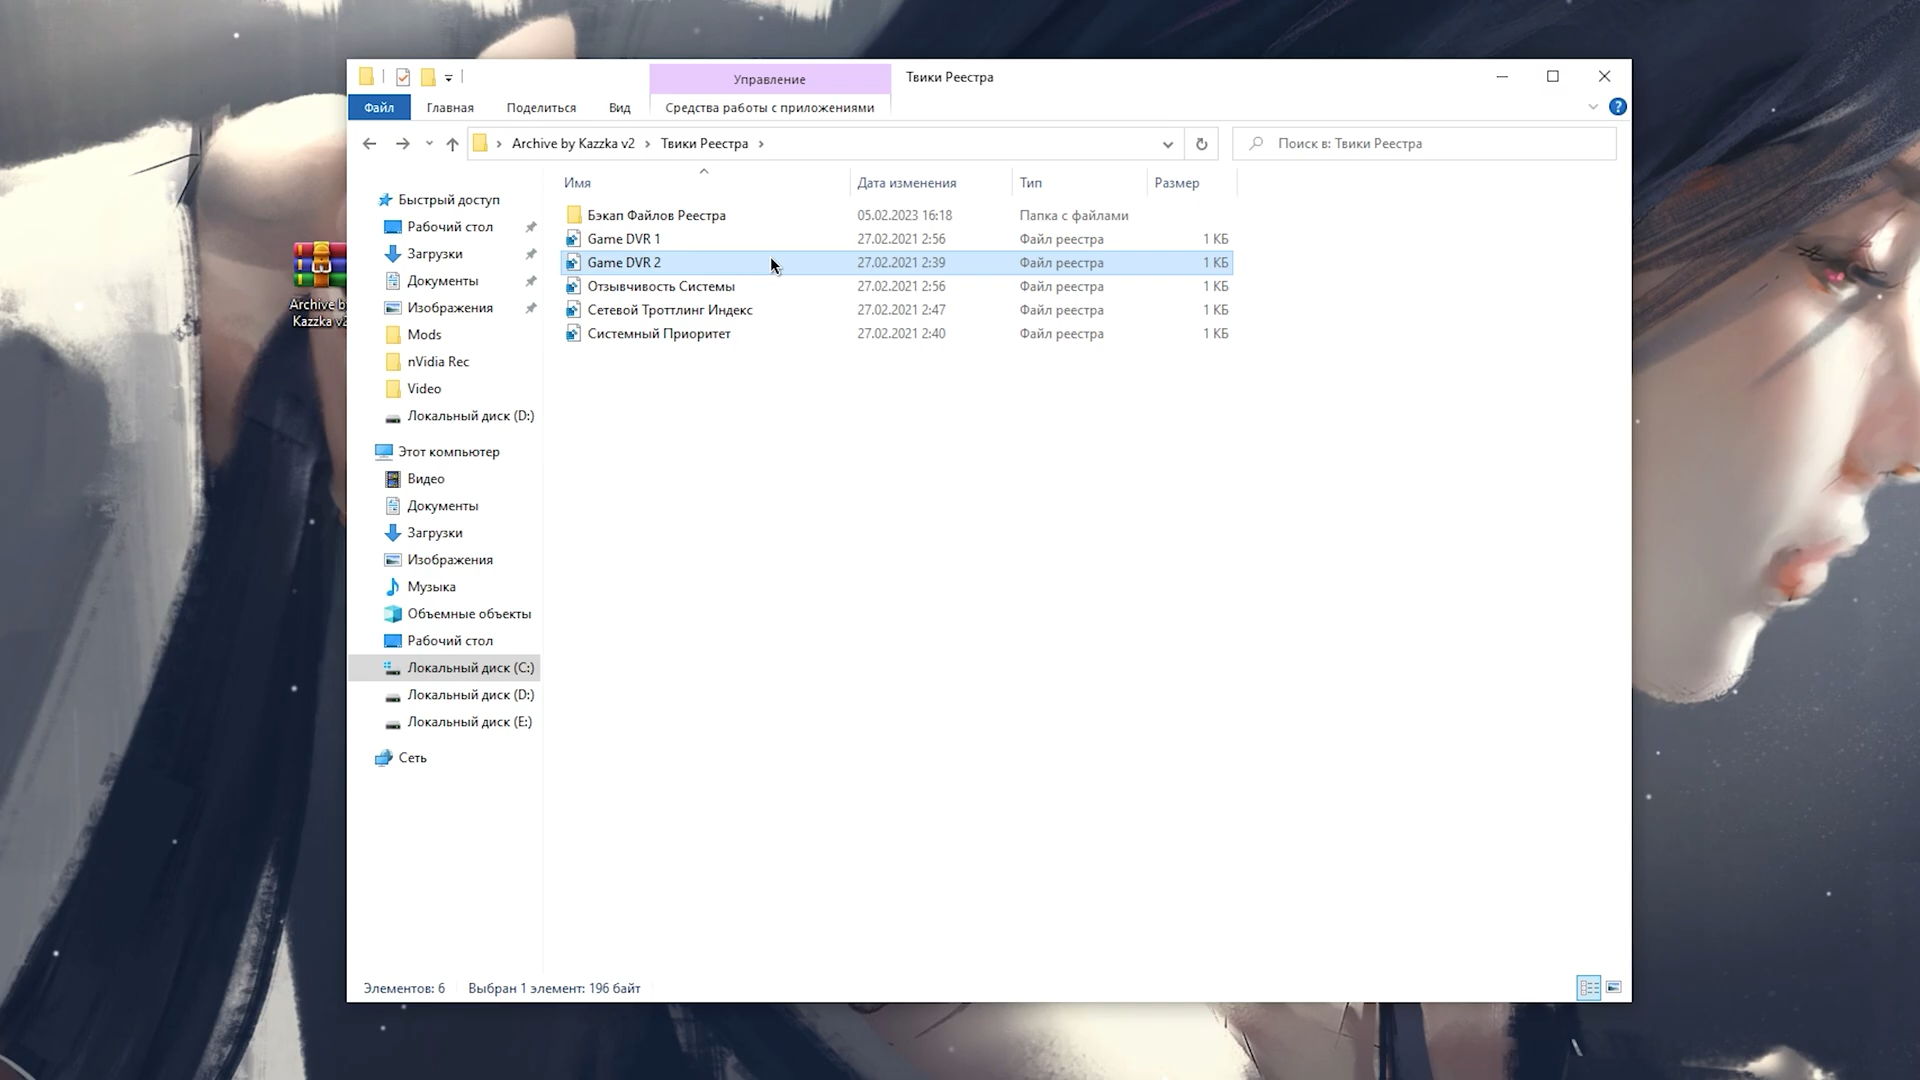 Управление
Твики Реестра
Файл
Главная
Поделиться
Вид
Средства работы с приложениями
Archive by Kazzka v2
Твики Реестра
Поиск в: Твики Реестра
Имя
Дата изменения
Тип
Размер
Бэкап Файлов Реестра 05.02.2023 16:18 Папка с файлами
Game DVR 1 27.02.2021 2:56 Файл реестра 1 КБ
Game DVR 2 27.02.2021 2:39 Файл реестра 1 КБ
Отзывчивость Системы 27.02.2021 2:56 Файл реестра 1 КБ
Сетевой Троттлинг Индекс 27.02.2021 2:47 Файл реестра 1 КБ
Системный Приоритет 27.02.2021 2:40 Файл реестра 1 КБ
Быстрый доступ
Рабочий стол
Загрузки
Документы
Изображения
Mods
nVidia Rec
Video
Локальный диск (D:)
Этот компьютер
Видео
Документы
Загрузки
Изображения
Музыка
Объемные объекты
Рабочий стол
Локальный диск (C:)
Локальный диск (D:)
Локальный диск (E:)
Сеть
Archive b
Kazzka v2
Элементов: 6
Выбран 1 элемент: 196 байт